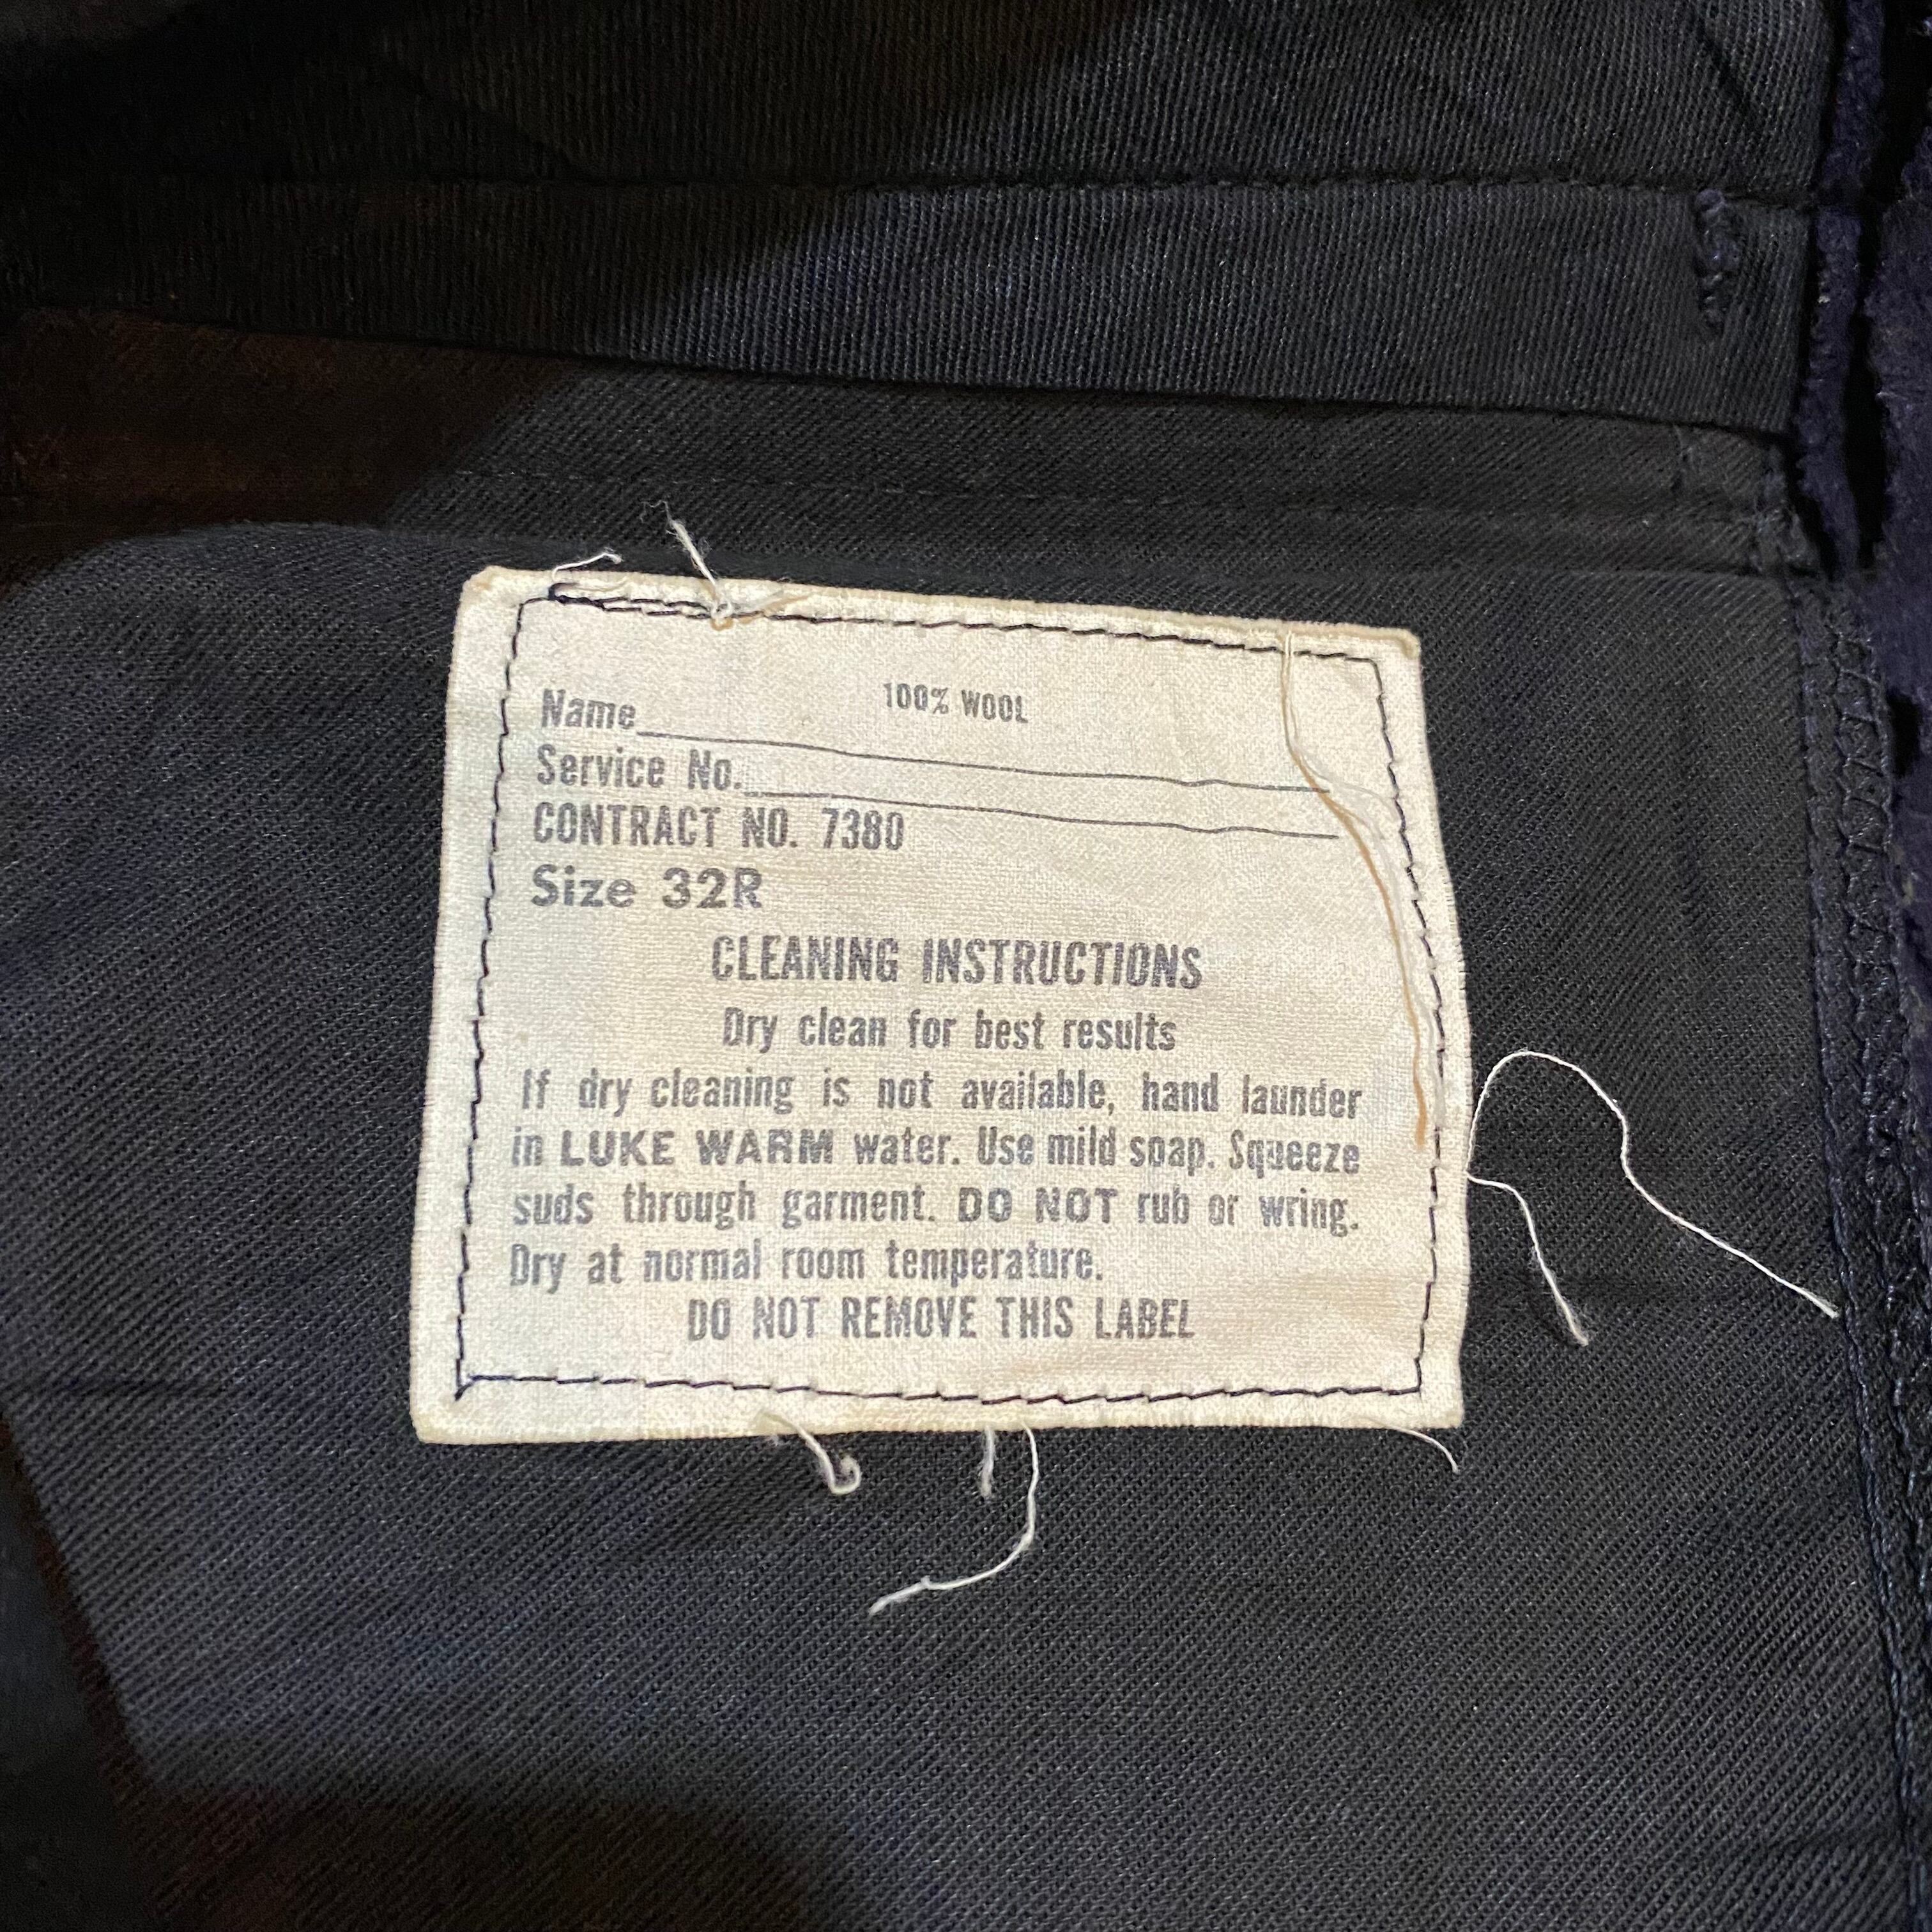 100% WOOL
Name
Service No.
CONTRACT NO. 7380
Size 32R
CLEANING INSTRUCTIONS
Dry clean for best results
If dry cleaning is not available, hand launder
in LUKE WARM water. Use mild soap. Squeeze
suds through garment. DO NOT rub or wring.
Dry at normal room temperature.
DO NOT REMOVE THIS LABEL